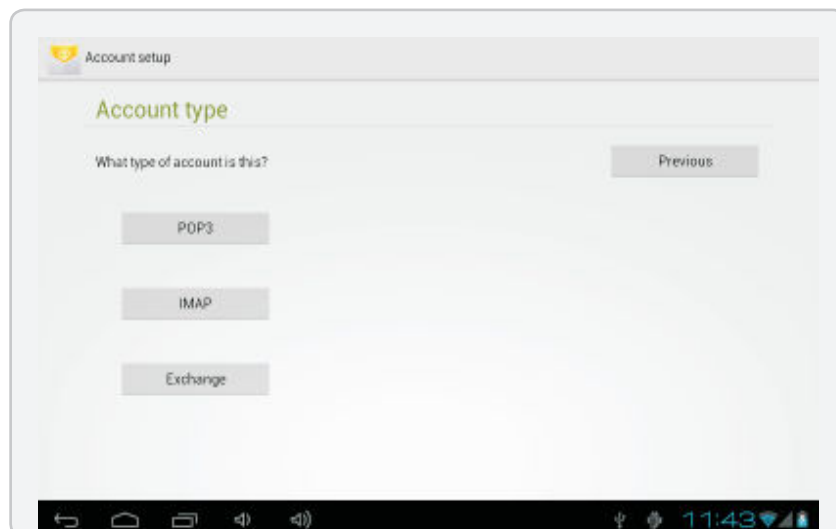 Account setup
Account type
What type of account is this?
Previous
POP3
IMAP
Exchange
11:43